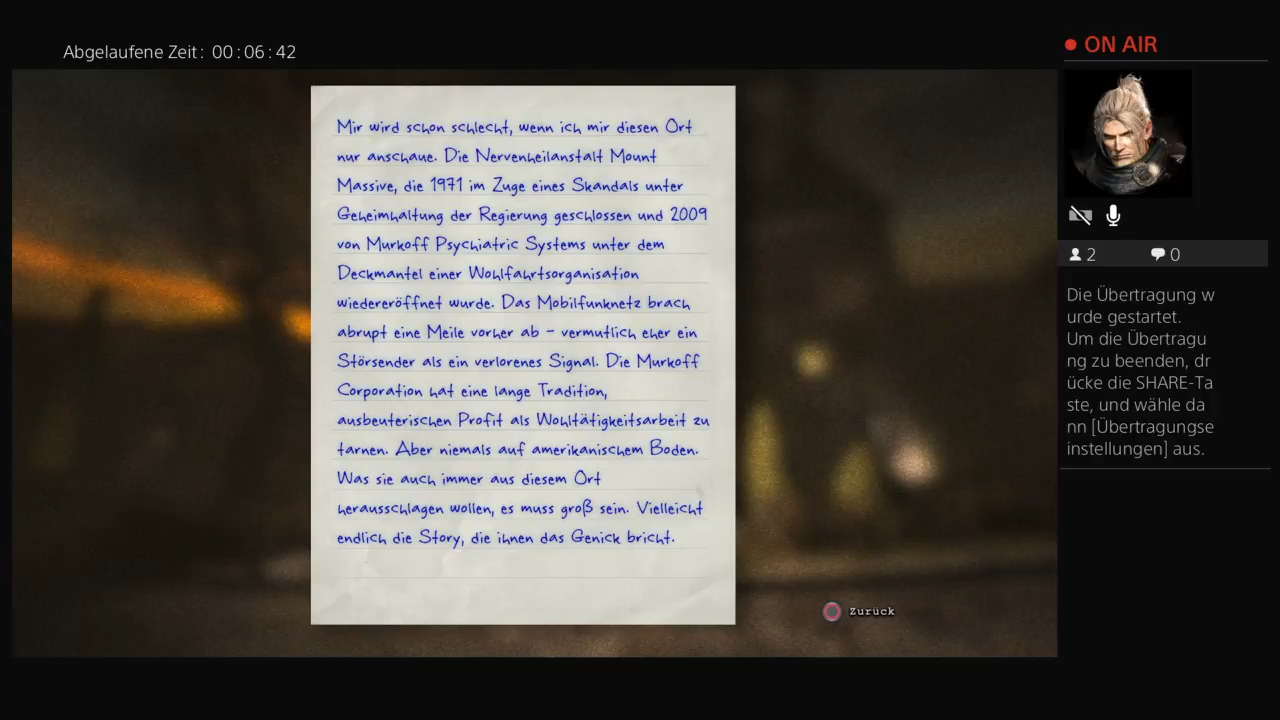 Abgelaufene Zeit: 00:06:42
ON AIR
Mir wird schon schlecht, wenn ich mir diesen Ort
nur anschaue. Die Nervenheilanstalt Mount
Massive, die 1971 im Zuge eines Skandals unter
Geheimhaltung der Regierung geschlossen und 2009
von Murkoff Psychiatric Systems unter dem
Deckmantel einer Wohlfahrtsorganisation
wiedereröffnet wurde. Das Mobilfunknetz brach
abrupt eine Meile vorher ab - vermutlich eher ein
Störsender als ein verlorenes Signal. Die Murkoff
Corporation hat eine lange Tradition,
ausbeuterischen Profit als Wohltätigkeitsarbeit zu
tarnen. Aber niemals auf amerikanischem Boden.
Was sie auch immer aus diesem Ort
herausschlagen wollen, es muss groß sein. Vielleicht
endlich die Story, die ihnen das Genick bricht.
Zurück
2
0
Die Übertragung w
urde gestartet.
Um die Übertragu
ng zu beenden, dr
ücke die SHARE-Ta
ste, und wähle da
nn [Übertragungse
instellungen] aus.